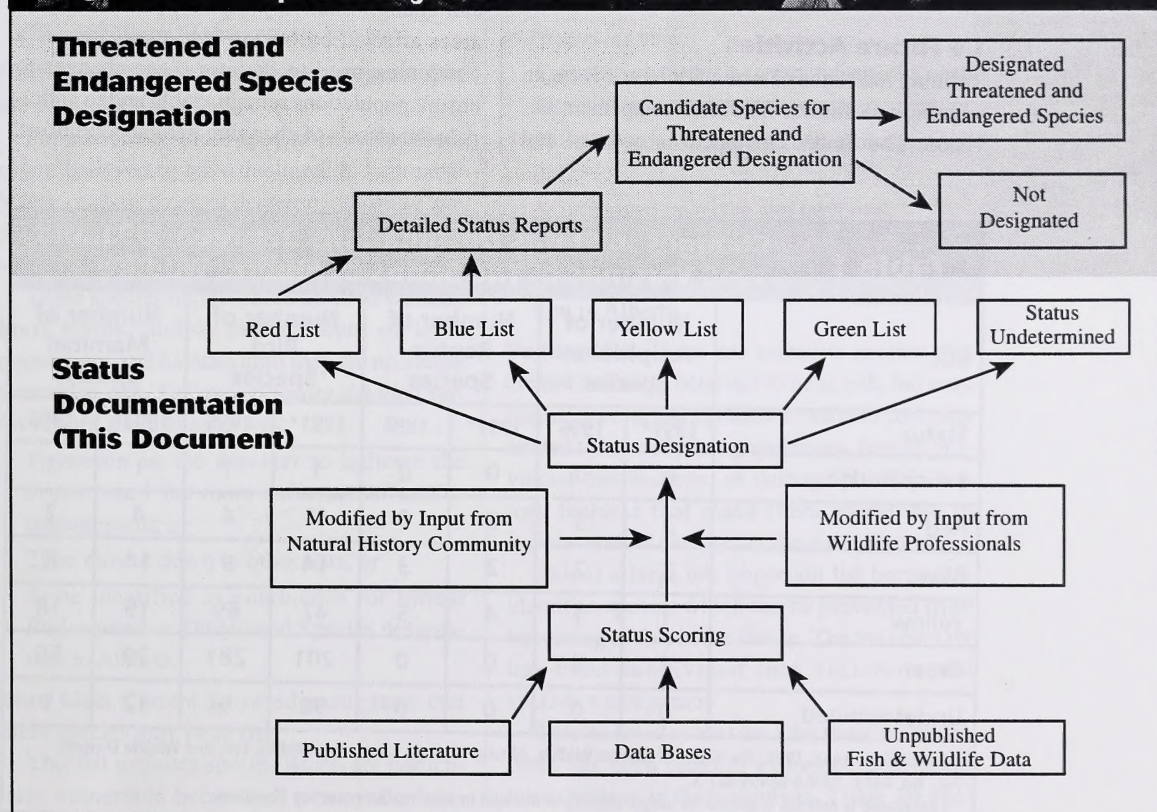 Threatened and
Endangered Species
Designation
Designated
Threatened and
Endangered Species
Candidate Species for
Threatened and
Endangered Designation
Not
Designated
Detailed Status Reports
Red List
Blue List
Yellow List
Green List
Status
Undetermined
Status
Documentation
(This Document)
Status Designation
Modified by Input from
Natural History Community
Modified by Input from
Wildlife Professionals
Status Scoring
Published Literature
Data Bases
Unpublished
Fish & Wildlife Data